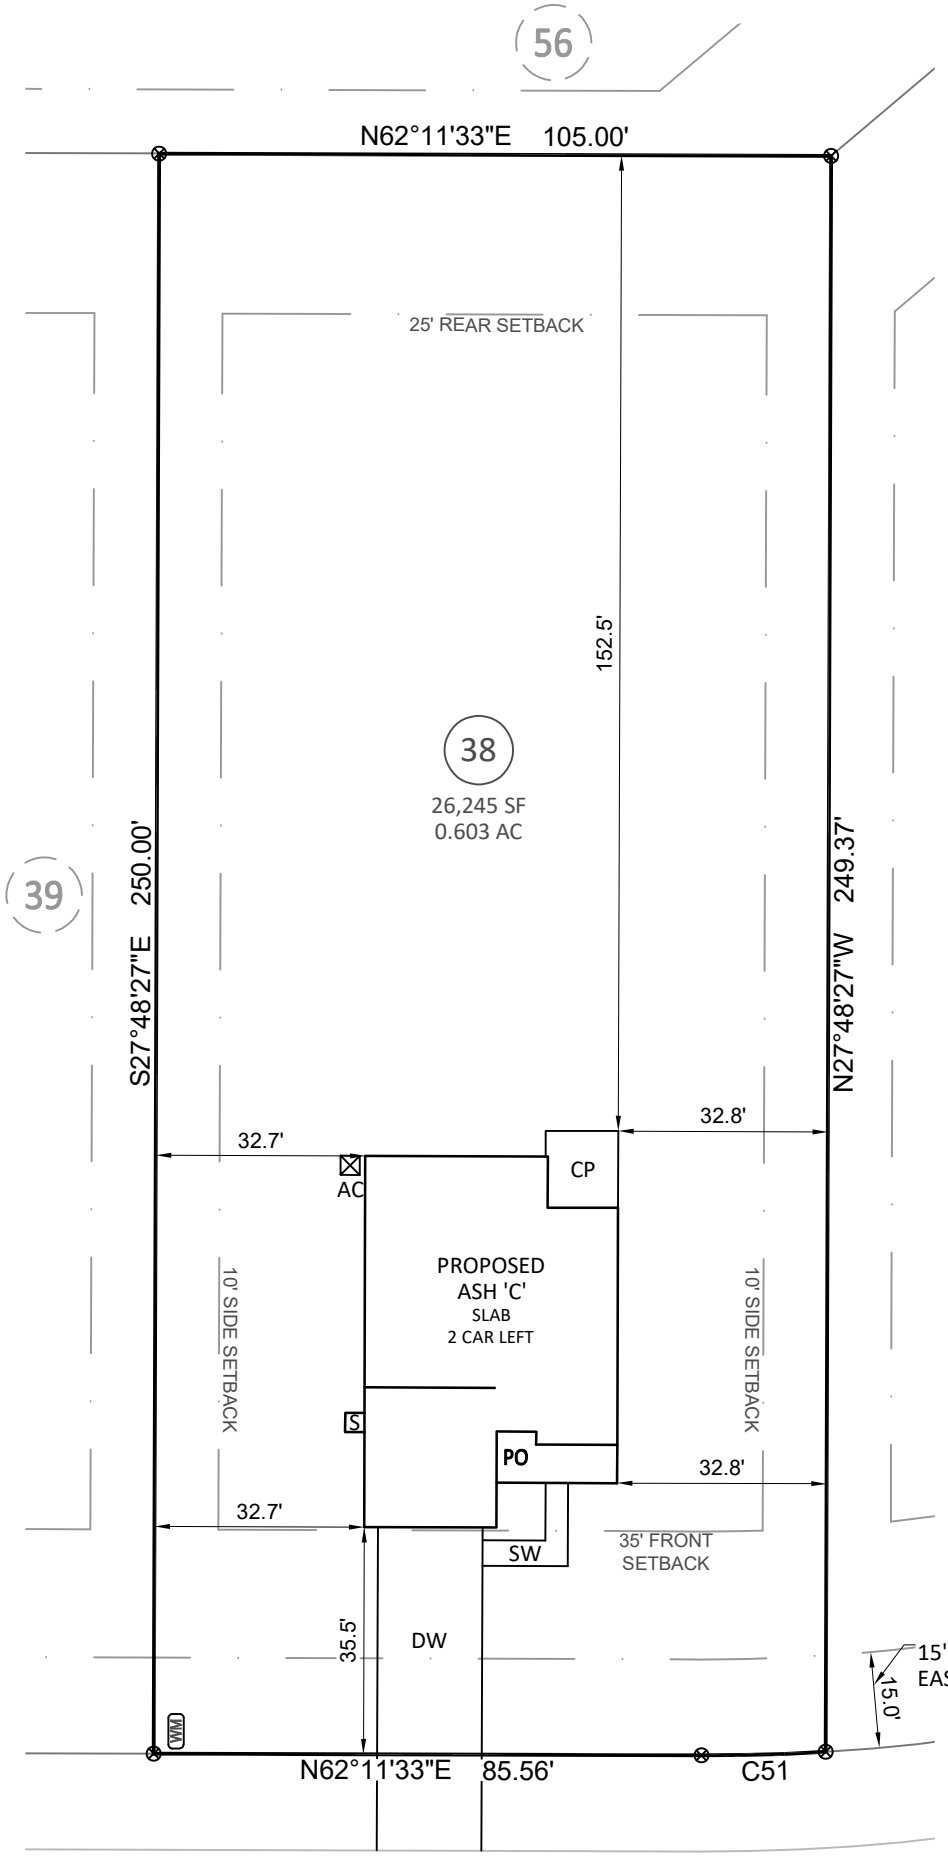 56
N62°11'33"E 105.00'
25' REAR SETBACK
152.5'
38
26,245 SF
0.603 AC
39
S27°48'27"E 250.00'
N27°48'27"W 249.37'
32.8'
32.7'
CP
AC
PROPOSED
ASH 'C'
SLAB
2 CAR LEFT
10' SIDE SETBACK
10' SIDE SETBACK
S
PO
32.8'
32.7'
35' FRONT
SETBACK
SW
35.5'
DW
15'
EAS
15.0'
WM
N62°11'33"E 85.56'
C51